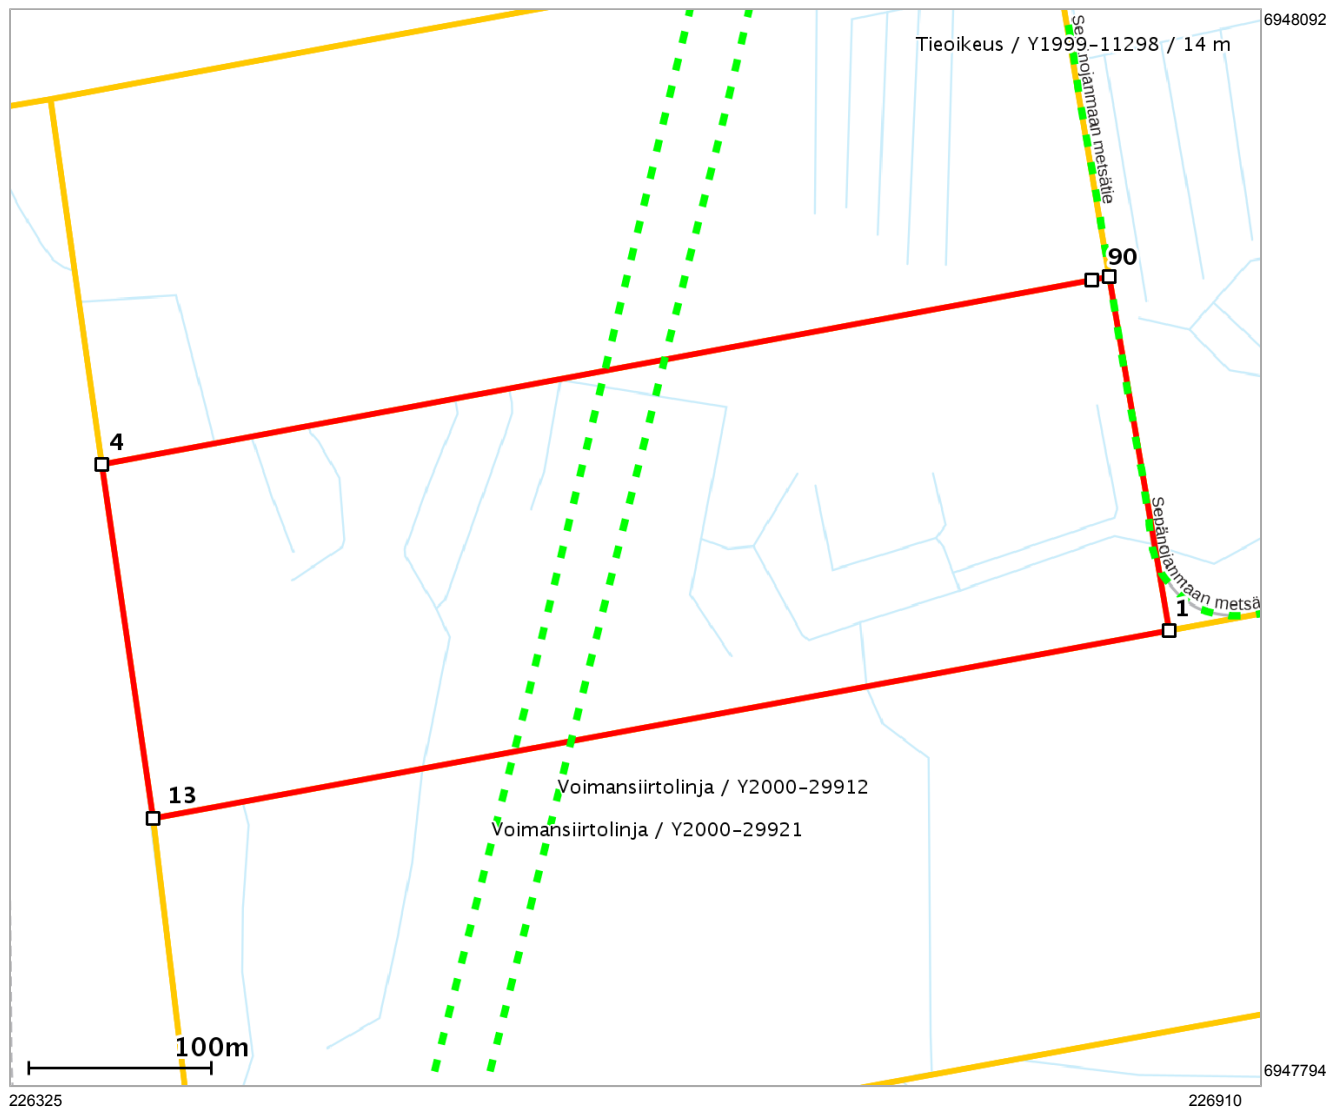 6948092
Tieoikeus / Y1999-11298 / 14 m
Sepänojanmaan metsätie
90
4
Sepänojanmaan metsä
1
13
Voimansiirtolinja / Y2000-29912
Voimansiirtolinja / Y2000-29921
100m
6947794
226325
226910